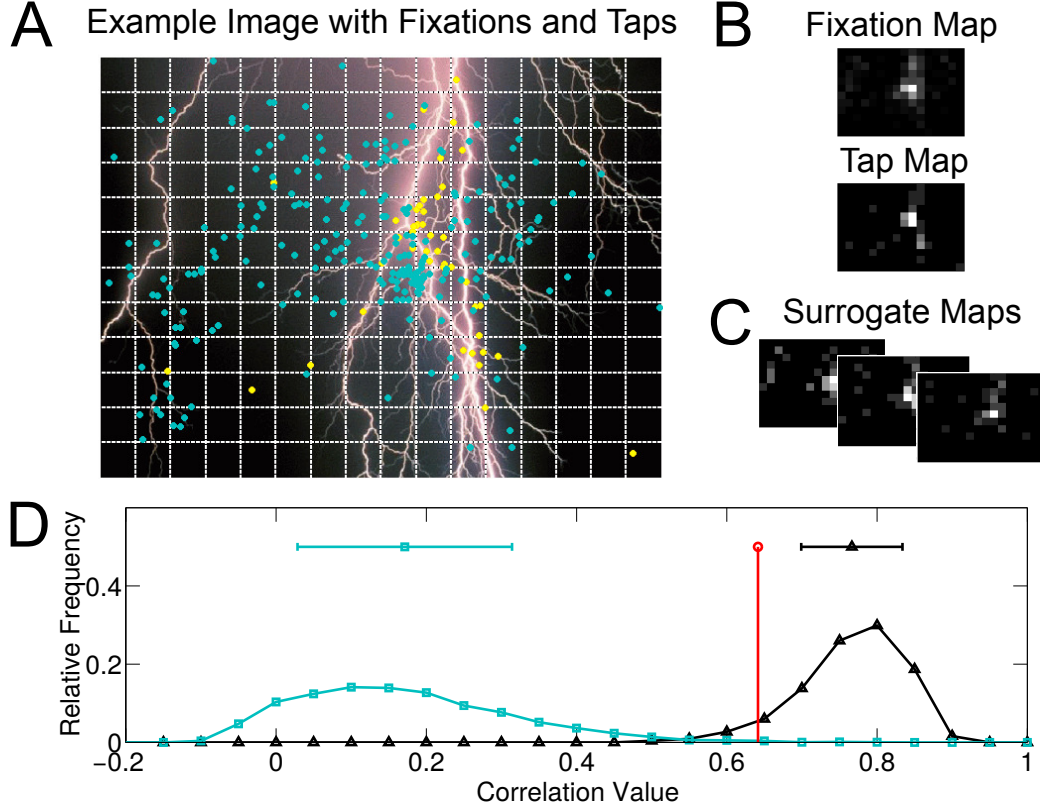 A
Example Image with Fixations and Taps
B
Fixation Map
Tap Map
C
Surrogate Maps
D
Relative Frequency
0.4
0.2
0
−0.2
0
0.2
0.4
0.6
0.8
1
Correlation Value